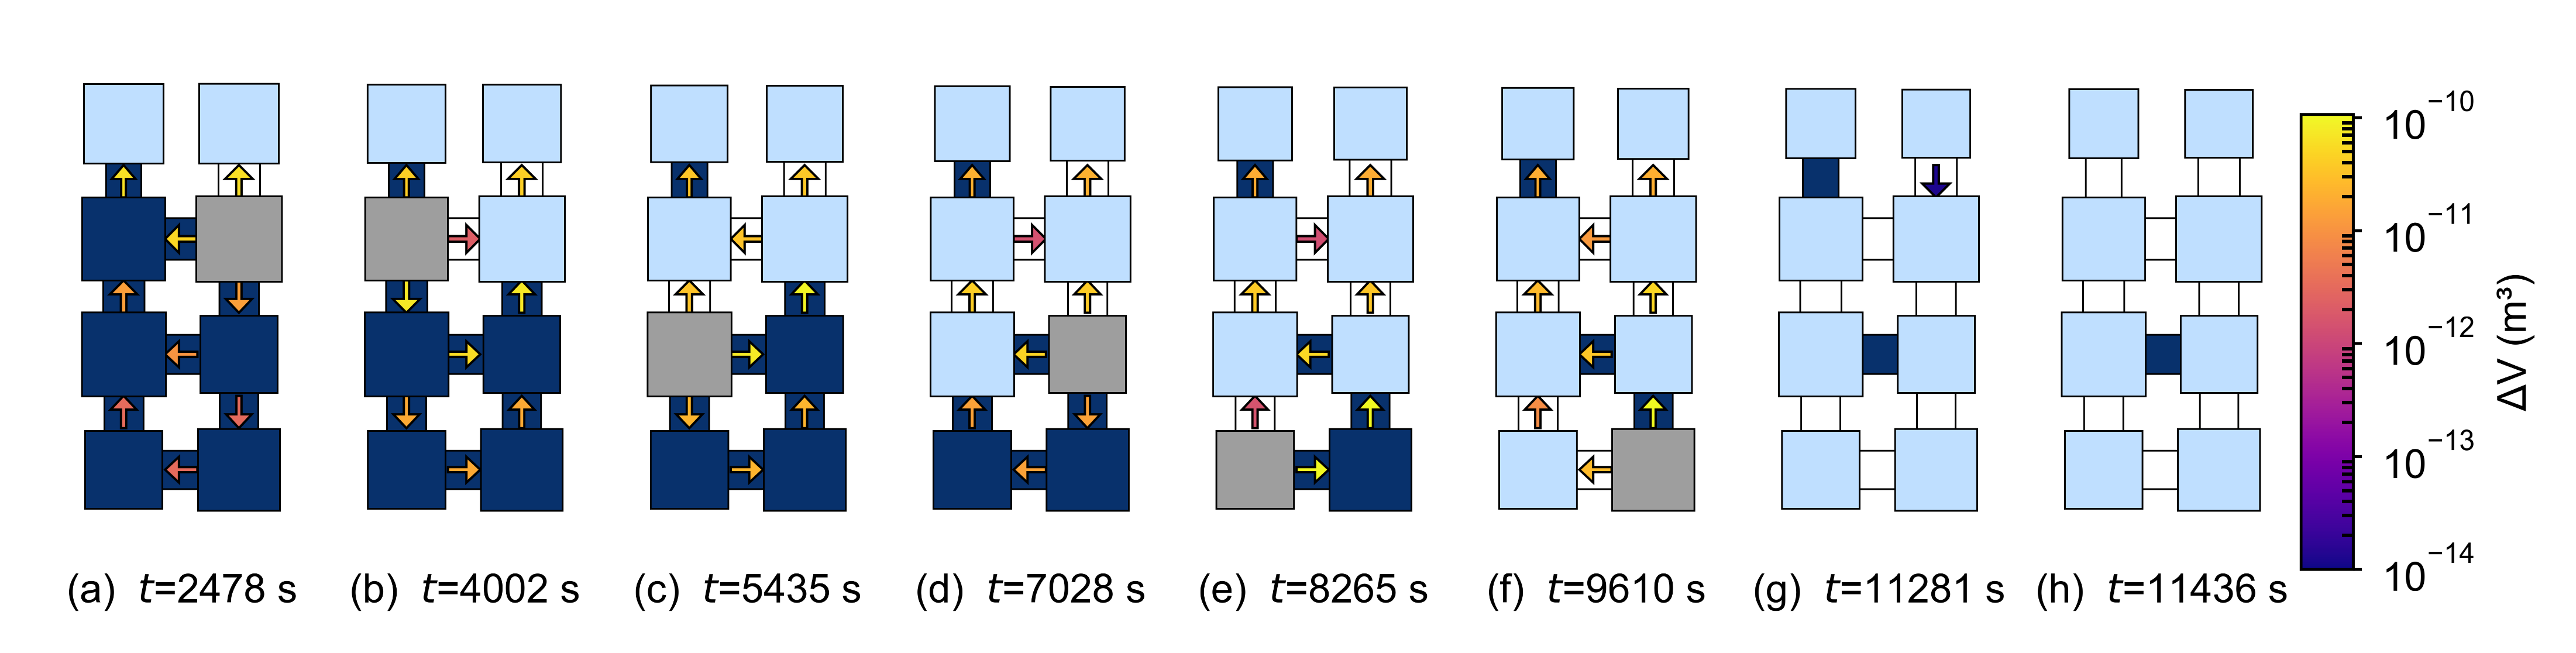 10⁻¹⁰
10⁻¹¹
10⁻¹²
10⁻¹³
10⁻¹⁴
ΔV (m³)
(a) t=2478 s
(b) t=4002 s
(c) t=5435 s
(d) t=7028 s
(e) t=8265 s
(f) t=9610 s
(g) t=11281 s
(h) t=11436 s